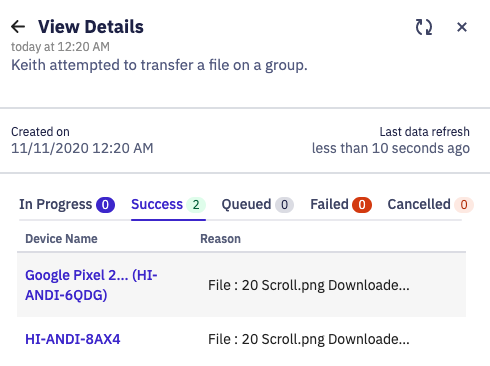 View Details
today at 12:20 AM
Keith attempted to transfer a file on a group.
Created on
Last data refresh
11/11/2020 12:20 AM
less than 10 seconds ago
In Progress 0 Success 2 Queued 0 Failed 0 Cancelled 0
Device Name Reason
Google Pixel 2... (HI-
ANDI-6QDG)
File : 20 Scroll.png Downloade...
HI-ANDI-8AX4 File : 20 Scroll.png Downloade...